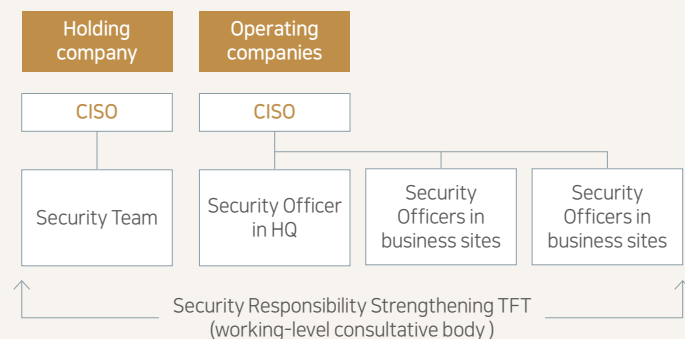 Holding
company
Operating
companies
CISO
CISO
Security Team
Security Officer
in HQ
Security
Officers in
business sites
Security
Officers in
business sites
Security Responsibility Strengthening TFT
(working-level consultative body )